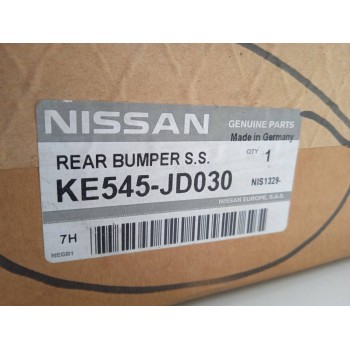 NISSAN
GENUINE PARTS
Made in Germany
REAR BUMPER S.S.
QTY 1
KE545-JD030
NIS1329-
7H
NISSAN EUROPE, S.A.S.